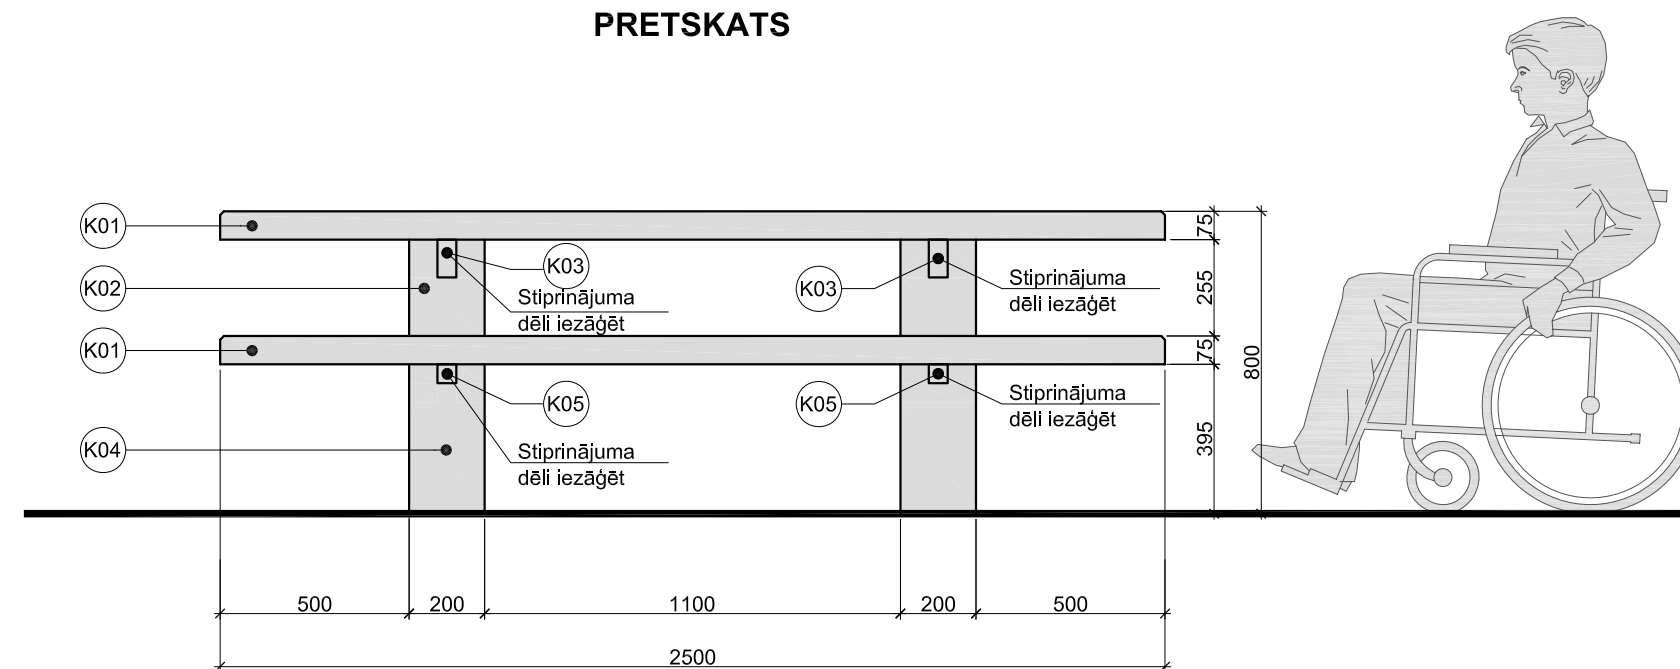 PRETSKATS
K01
K02
K01
K04
K03
Stiprinājuma
dēli iezāģēt
K03
Stiprinājuma
dēli iezāģēt
K05
Stiprinājuma
dēli iezāģēt
K05
Stiprinājuma
dēli iezāģēt
75
255
75
395
800
500
200
1100
200
500
2500